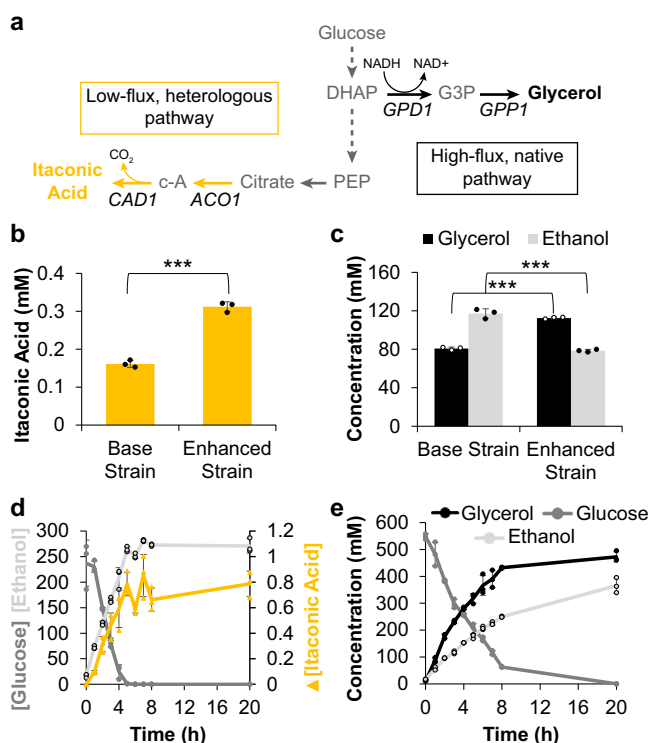 a
Glucose
NADH NAD+
DHAP G3P Glycerol
GPD1 GPP1
Low-flux, heterologous
pathway
High-flux, native
pathway
CO2
Itaconic
Acid
c-A Citrate PEP
CAD1 ACO1
b
***
Itaconic Acid (mM)
0.4
0.3
0.2
0.1
0
Base
Strain
Enhanced
Strain
c
Glycerol Ethanol
***
***
Concentration (mM)
160
120
80
40
0
Base Strain Enhanced
Strain
d
[Glucose] [Ethanol]
300
250
200
150
100
50
0
1.2
1
0.8
0.6
0.4
0.2
0
▲ [Itaconic Acid]
0 4 8 12 16 20
Time (h)
e
Glycerol Glucose
Ethanol
Concentration (mM)
600
500
400
300
200
100
0
0 5 10 15 20
Time (h)